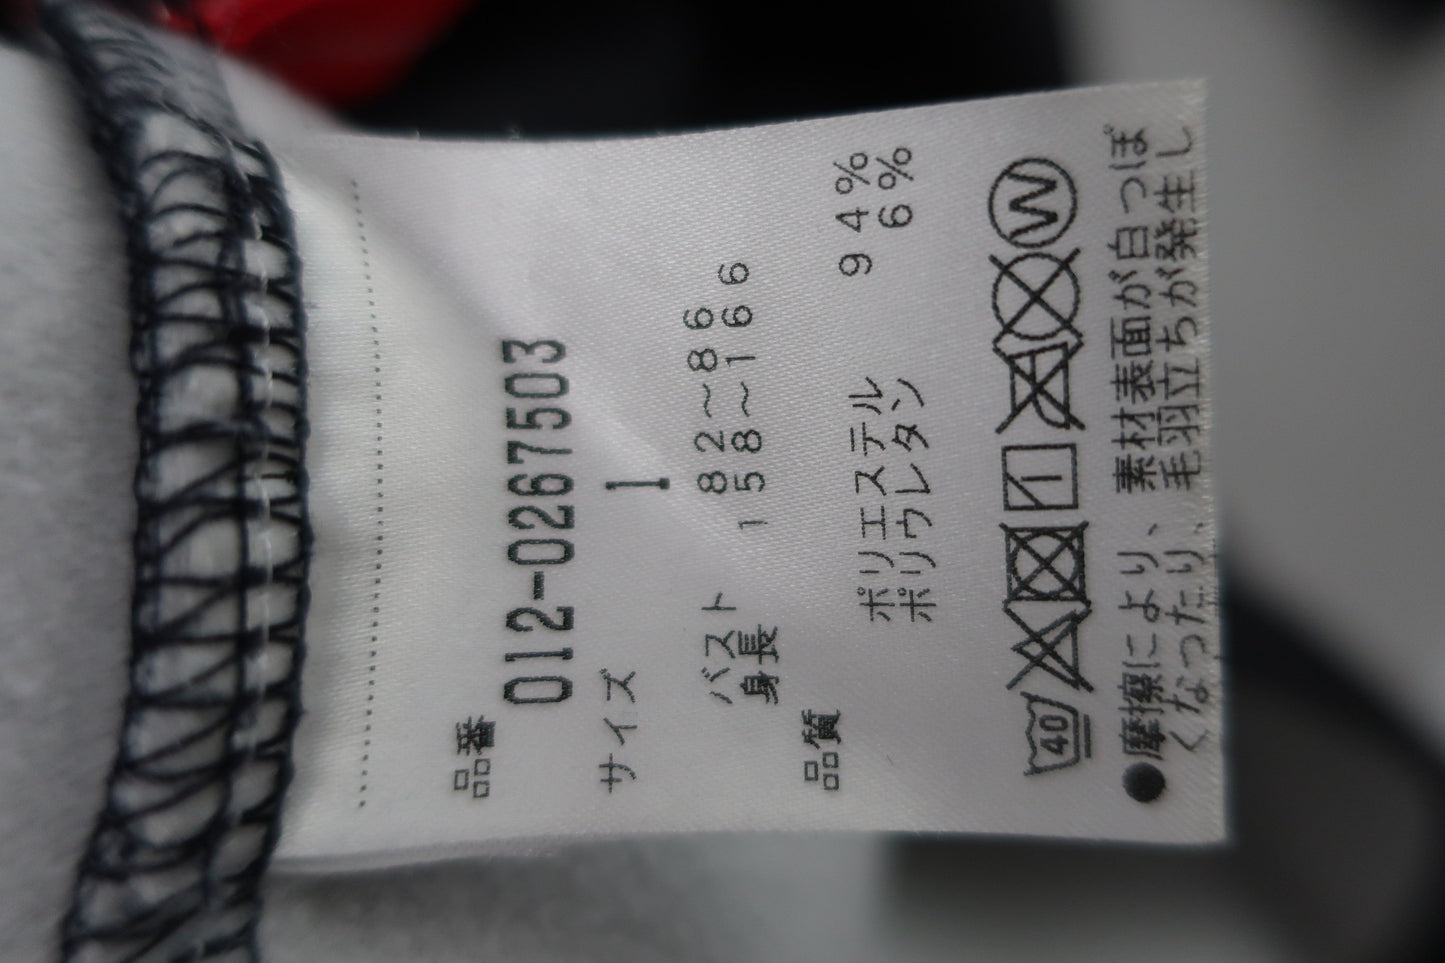 品番
012-0267503
サイズ 1
バスト 82〜86
身長 158〜166
品質
ポリエステル 94%
ポリウレタン 6%
40 W
●摩擦により、素材表面が白っぽ
くなったり、毛羽立ちが発生し